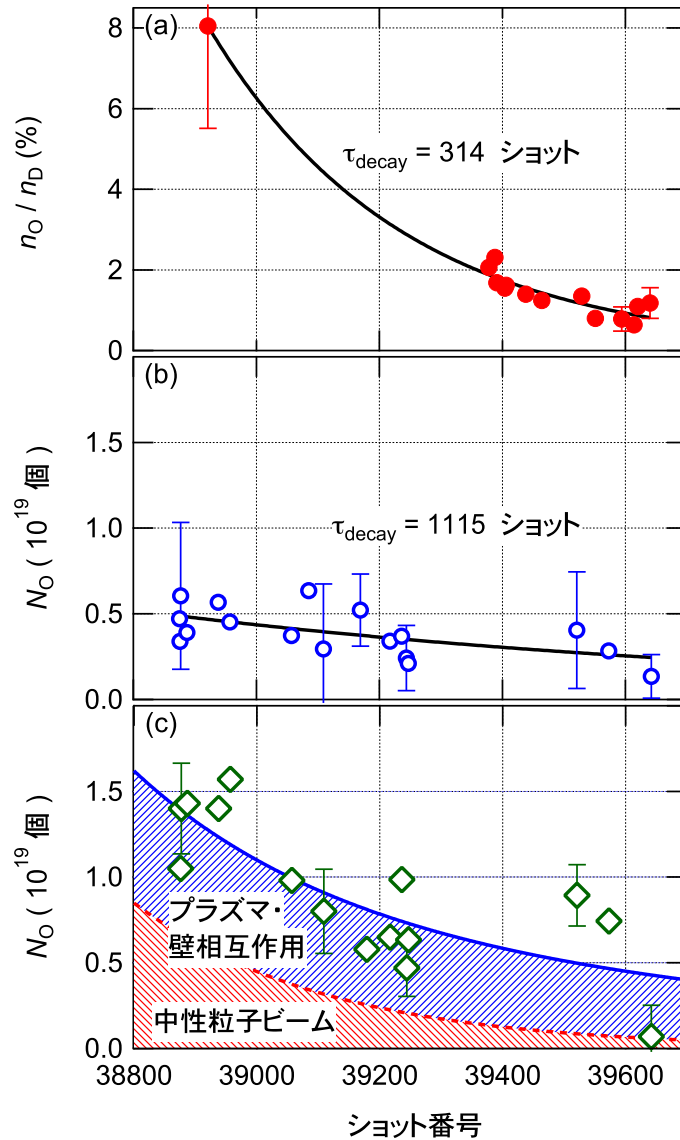 (a)
8
6
4
2
0
n_O / n_D (%)
τ_decay = 314 ショット
(b)
1.5
1.0
0.5
0.0
N_O ( 10^19 個)
τ_decay = 1115 ショット
(c)
1.5
1.0
0.5
0.0
N_O ( 10^19 個)
プラズマ・
壁相互作用
中性粒子ビーム
38800 39000 39200 39400 39600
ショット番号